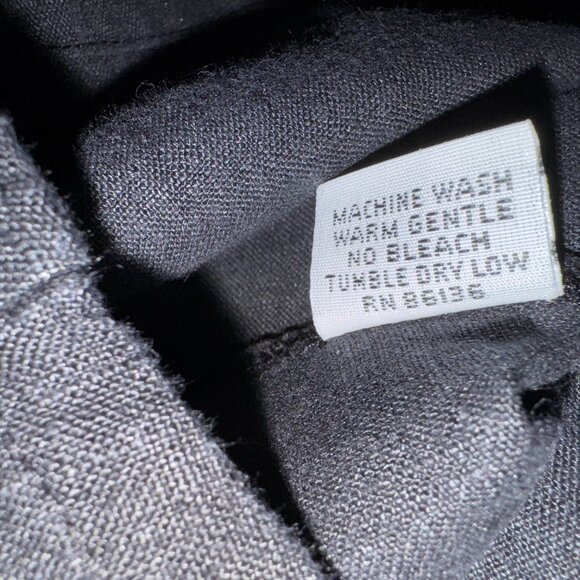 MACHINE WASH
WARM GENTLE
NO BLEACH
TUMBLE DRY LOW
RN 86136